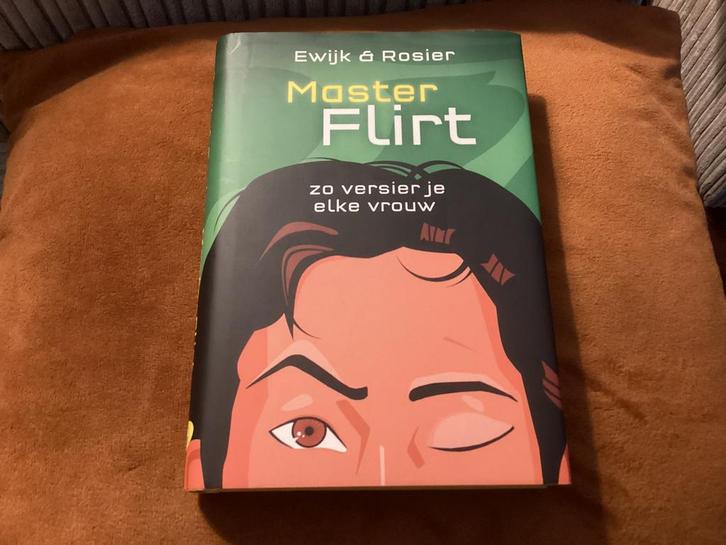 Ewijk & Rosier
Master
Flirt
zo versier je
elke vrouw